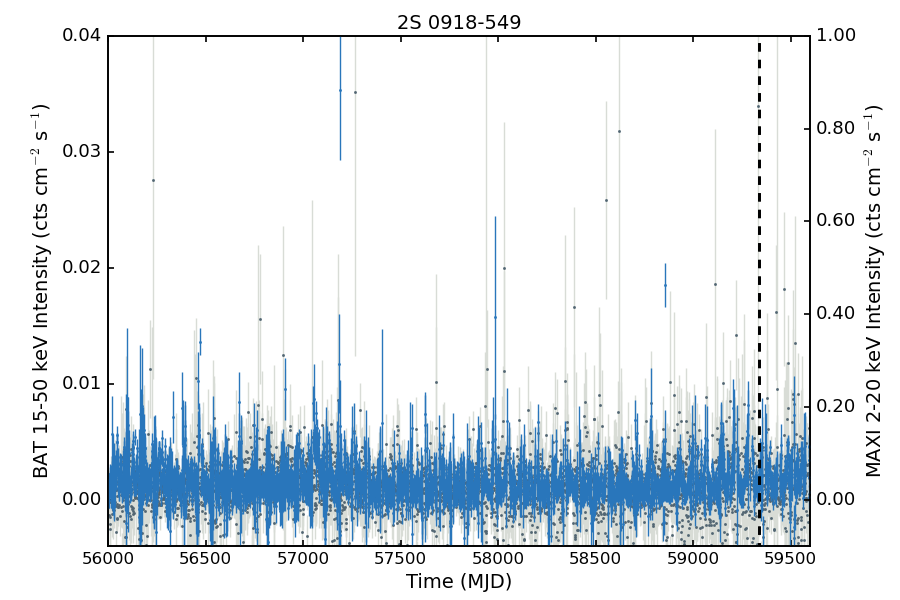 2S 0918-549
0.04
0.03
0.02
0.01
0.00
BAT 15-50 keV Intensity (cts cm⁻² s⁻¹)
1.00
0.80
0.60
0.40
0.20
0.00
MAXI 2-20 keV Intensity (cts cm⁻² s⁻¹)
56000 56500 57000 57500 58000 58500 59000 59500
Time (MJD)